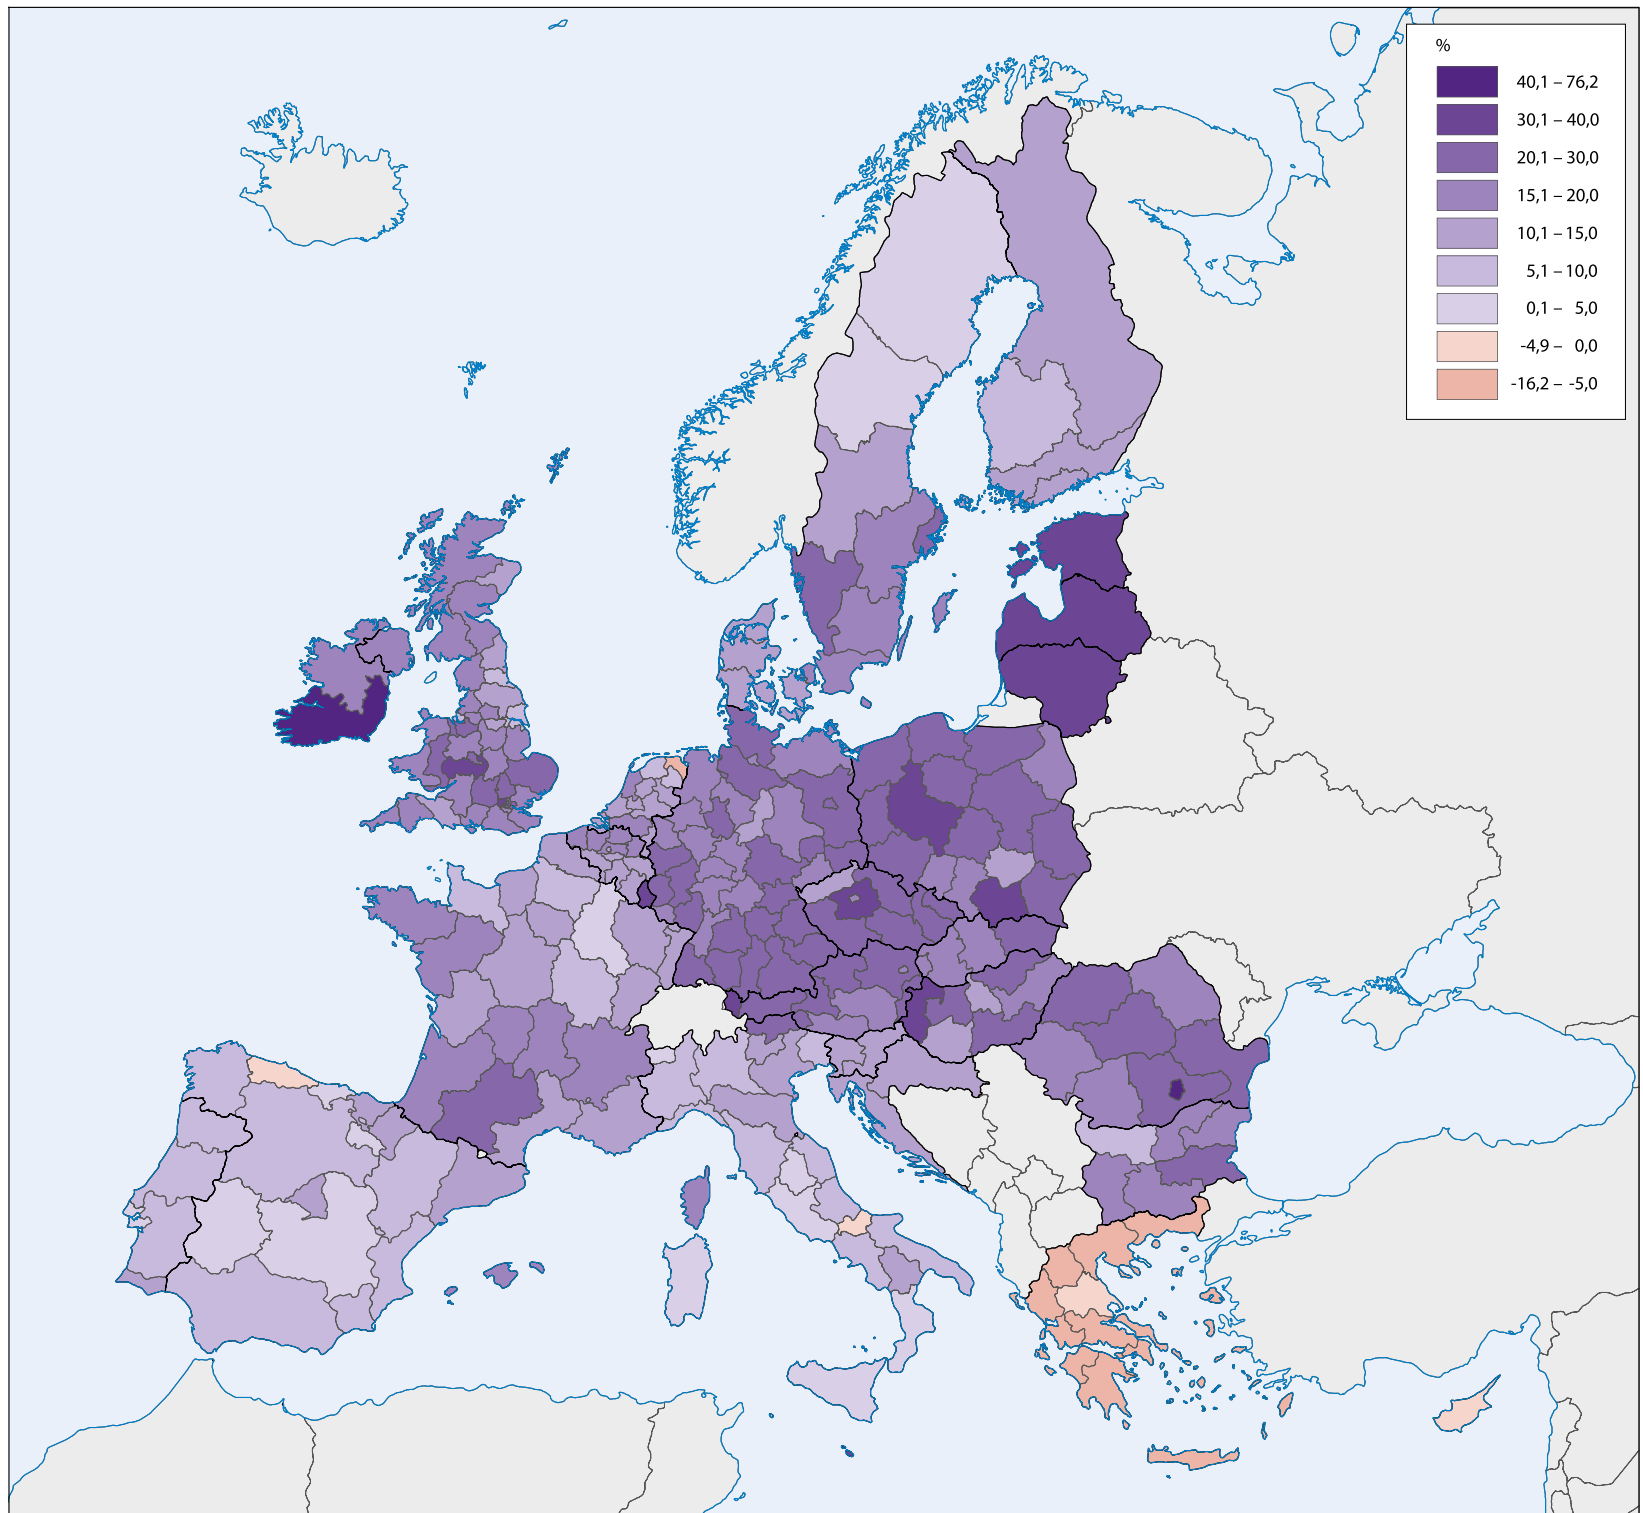 %
40,1 – 76,2
30,1 – 40,0
20,1 – 30,0
15,1 – 20,0
10,1 – 15,0
5,1 – 10,0
0,1 – 5,0
-4,9 – 0,0
-16,2 – -5,0